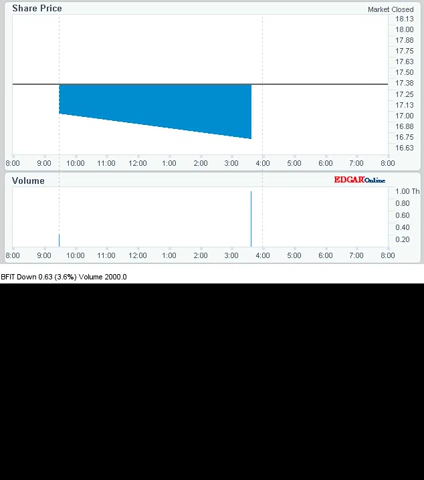 Share Price
Market Closed
18.13
18.00
17.88
17.75
17.63
17.50
17.38
17.25
17.13
17.00
16.88
16.75
16.63
8:00 9:00 10:00 11:00 12:00 1:00 2:00 3:00 4:00 5:00 6:00 7:00 8:00
Volume
EDGAR Online
1.00 Th
0.80
0.60
0.40
0.20
8:00 9:00 10:00 11:00 12:00 1:00 2:00 3:00 4:00 5:00 6:00 7:00 8:00
BFIT Down 0.63 (3.6%) Volume 2000.0